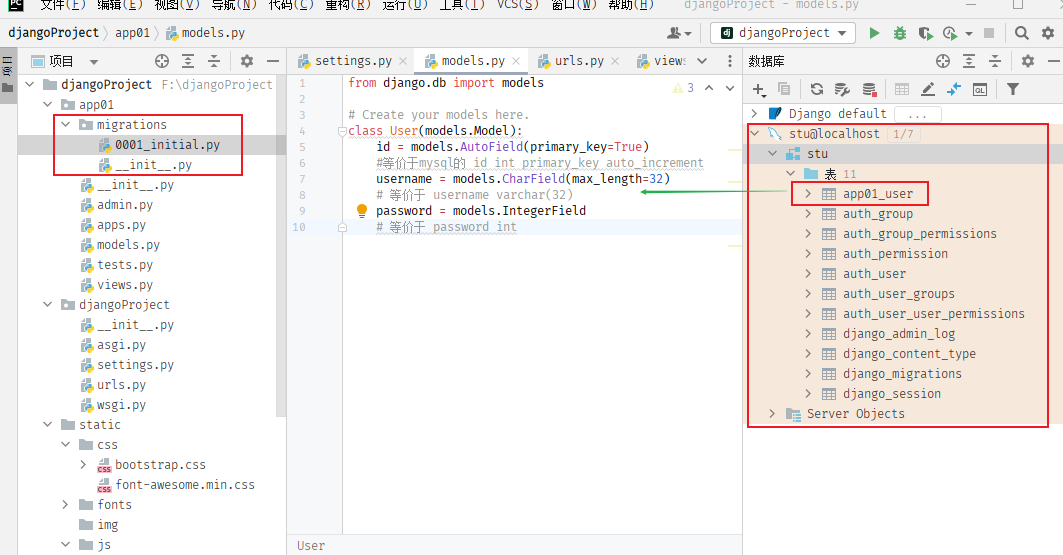 PC 文件(F) 编辑(E) 视图(V) 导航(N) 代码(C) 重构(R) 运行(U) 工具(T) VCS(S) 窗口(W) 帮助(H) djangoProject - models.py
djangoProject app01 models.py
dj djangoProject
项目
djangoProject F:\djangoProject
app01
migrations
0001_initial.py
__init__.py
__init__.py
admin.py
apps.py
models.py
tests.py
views.py
djangoProject
__init__.py
asgi.py
settings.py
urls.py
wsgi.py
static
css
bootstrap.css
font-awesome.min.css
fonts
img
js
settings.py models.py urls.py views
3
1 from django.db import models
2
3 # Create your models here.
4 class User(models.Model):
5 id = models.AutoField(primary_key=True)
6 #等价于mysql的 id int primary_key auto_increment
7 username = models.CharField(max_length=32)
8 # 等价于 username varchar(32)
9 password = models.IntegerField
10 # 等价于 password int
User
数据库
QL
Django default ...
stu@localhost 1/7
stu
表 11
app01_user
auth_group
auth_group_permissions
auth_permission
auth_user
auth_user_groups
auth_user_user_permissions
django_admin_log
django_content_type
django_migrations
django_session
Server Objects